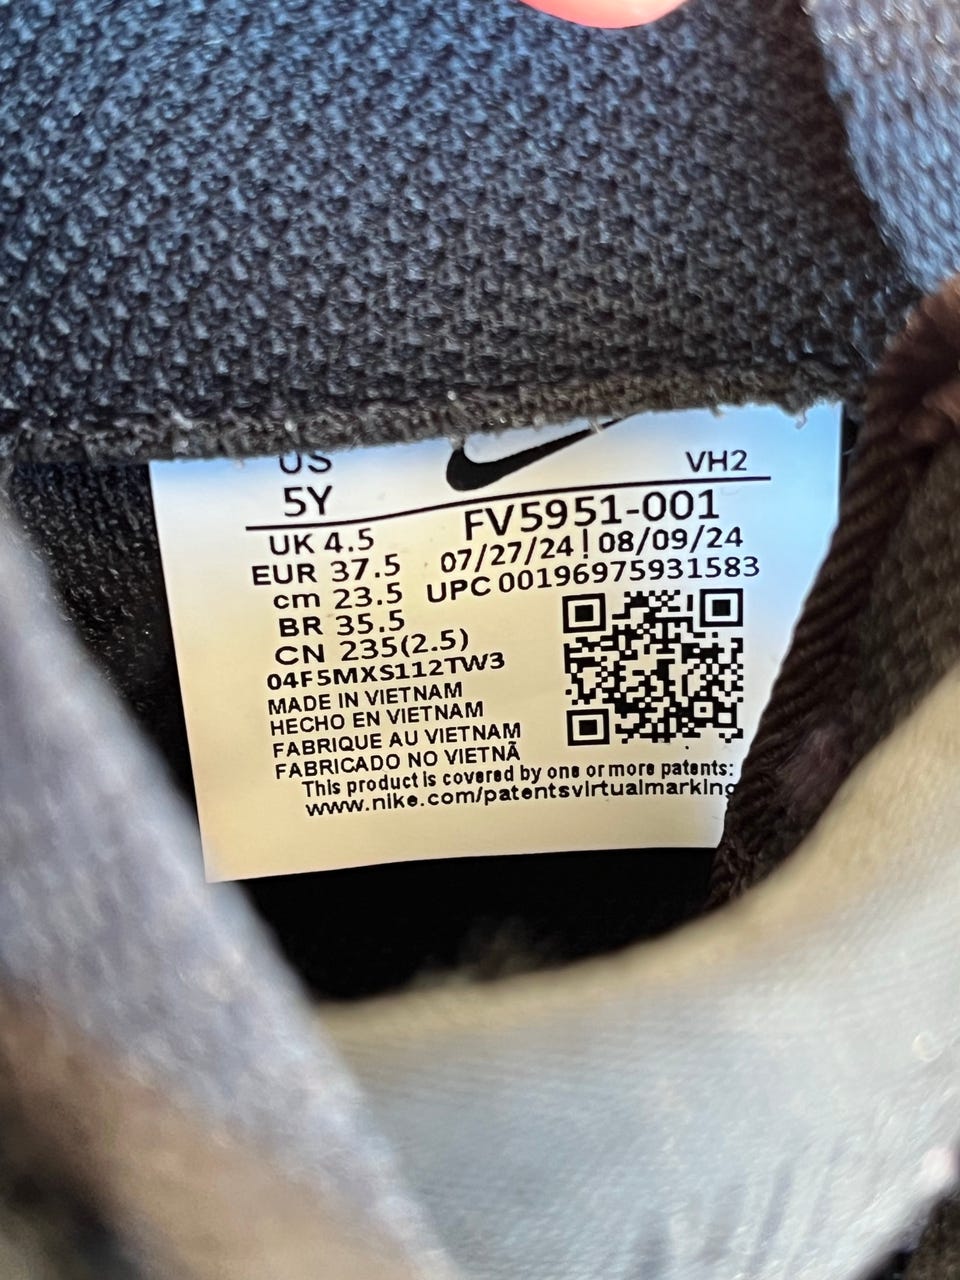 US
VH2
5Y
FV5951-001
UK 4.5
07/27/24 | 08/09/24
EUR 37.5
UPC 00196975931583
cm 23.5
BR 35.5
CN 235(2.5)
04F5MXS112TW3
MADE IN VIETNAM
HECHO EN VIETNAM
FABRIQUE AU VIETNAM
FABRICADO NO VIETNÃ
This product is covered by one or more patents:
www.nike.com/patentsvirtualmarking